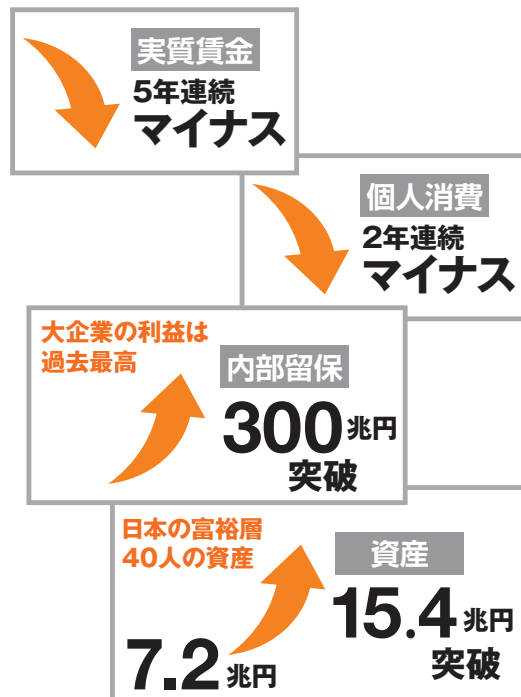 実質賃金
5年連続
マイナス
個人消費
2年連続
マイナス
大企業の利益は
過去最高
内部留保
300兆円
突破
日本の富裕層
40人の資産
7.2兆円
資産
15.4兆円
突破